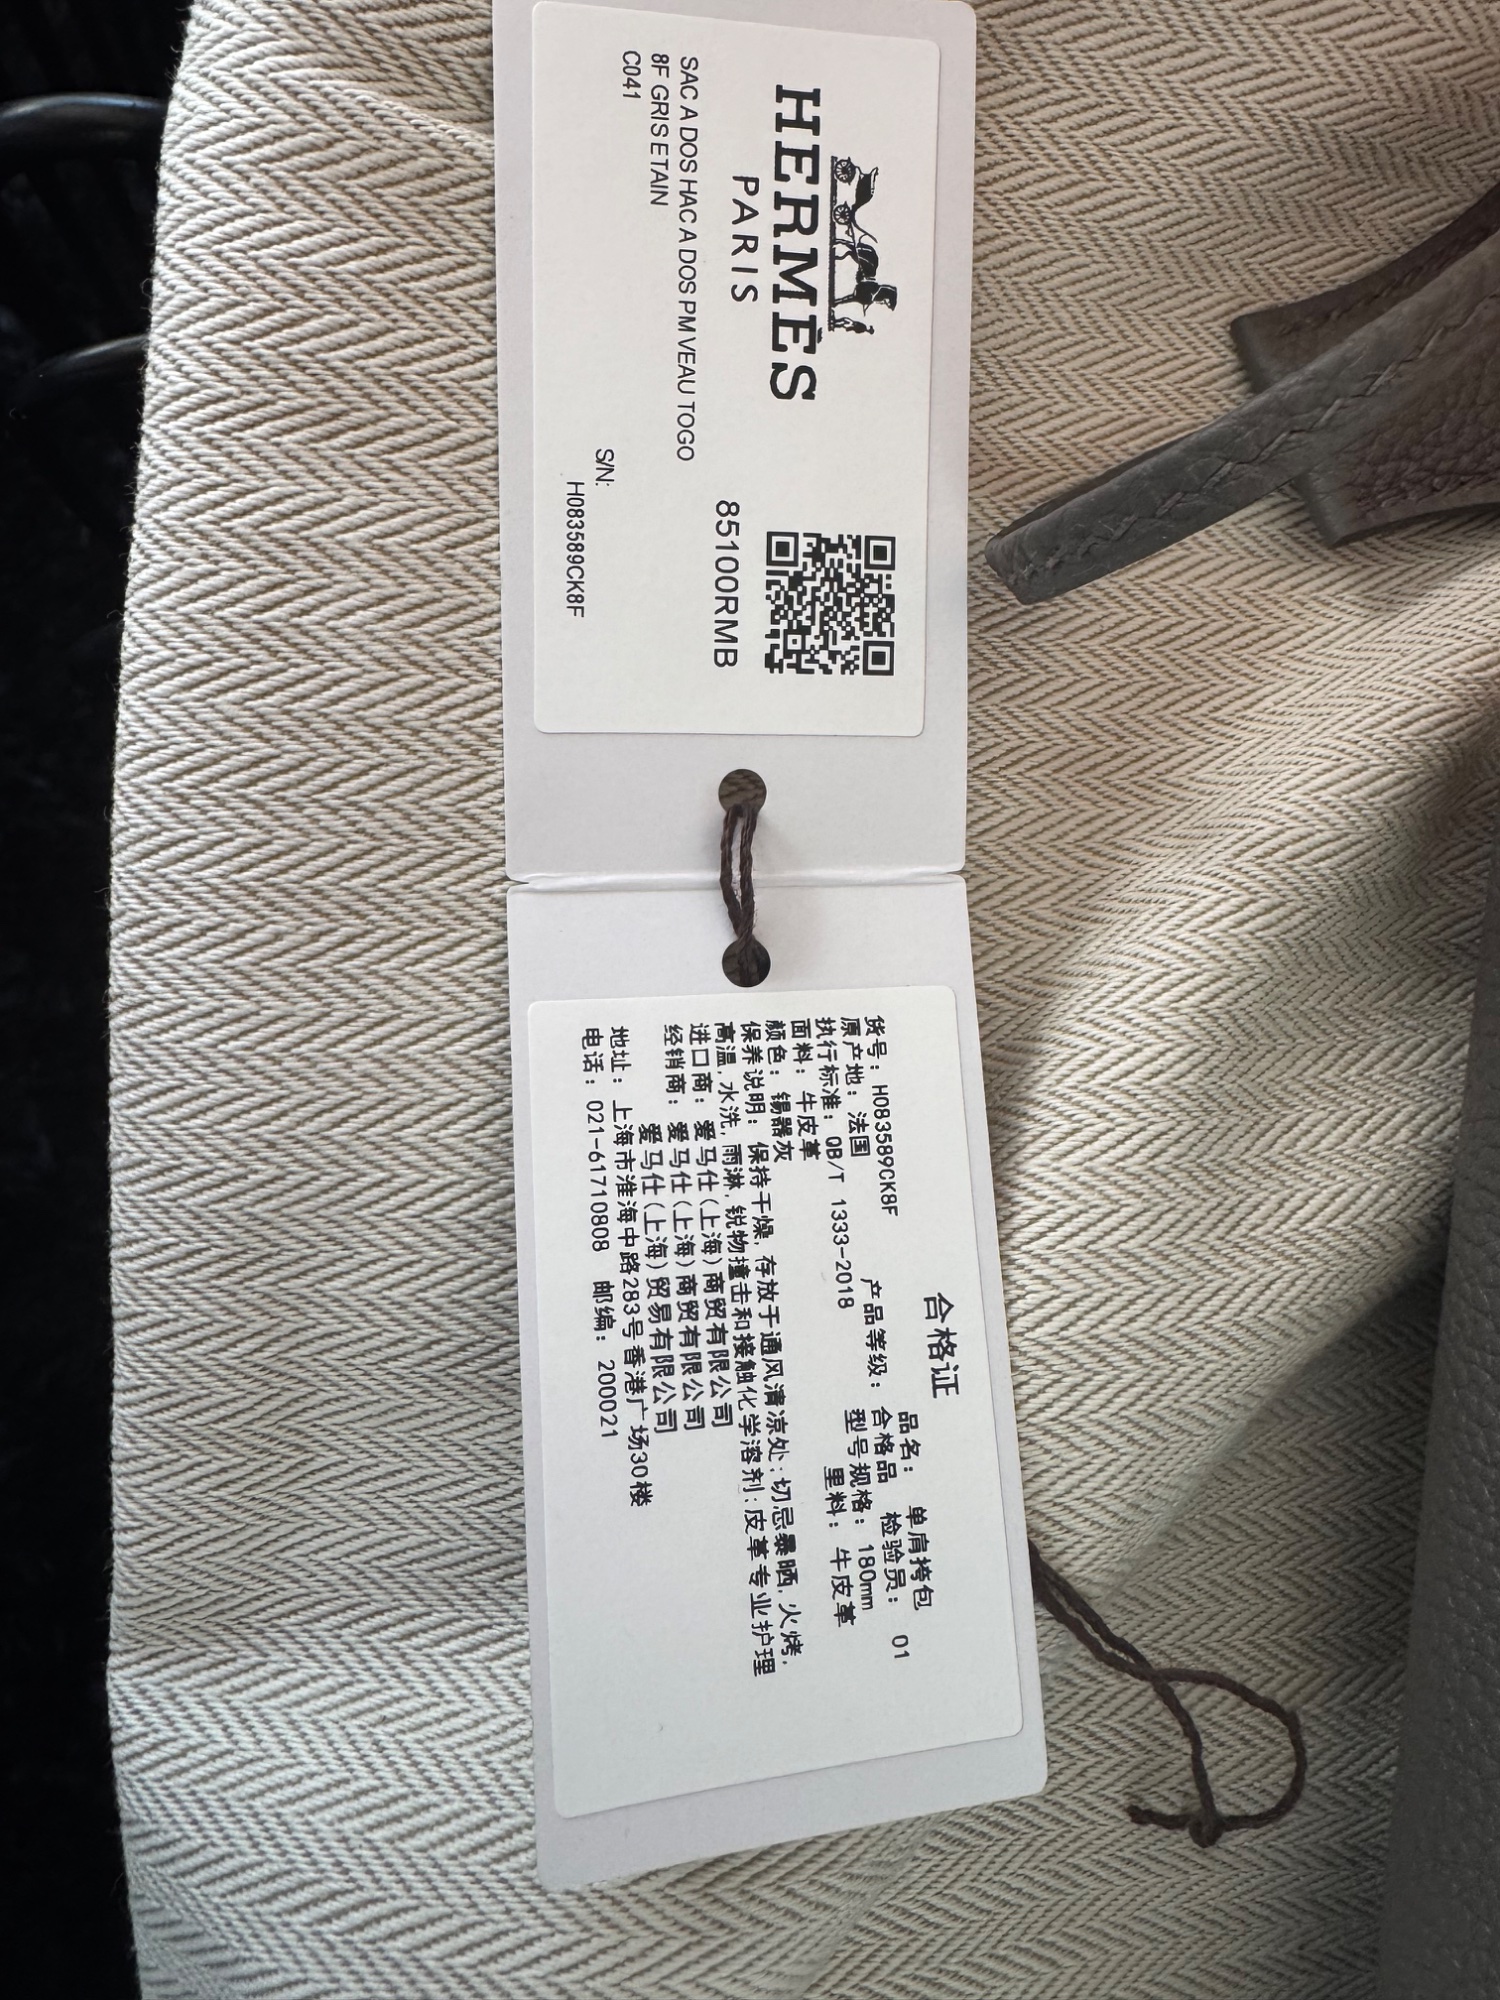 HERMÈS
PARIS
85100RMB
SAC A DOS HAC A DOS PM VEAU TOGO
8F GRIS ETAIN
C041
S/N:
H083589CK8F
合格证
品名： 单肩挎包
货号：H083589CK8F 产品等级： 合格品 检验员： 01
原产地： 法国 型号规格：180mm
执行标准：QB/T 1333-2018 里料：牛皮革
面料： 牛皮革
颜色：锡器灰
保养说明：保持干燥,存放于通风清凉处;切忌暴晒,火烤,
高温,水洗,雨淋,锐物撞击和接触化学溶剂;皮革专业护理
进口商：爱马仕(上海)商贸有限公司
经销商：爱马仕(上海)商贸有限公司
爱马仕(上海)贸易有限公司
地址：上海市淮海中路283号香港广场30楼
电话：021-61710808 邮编：200021